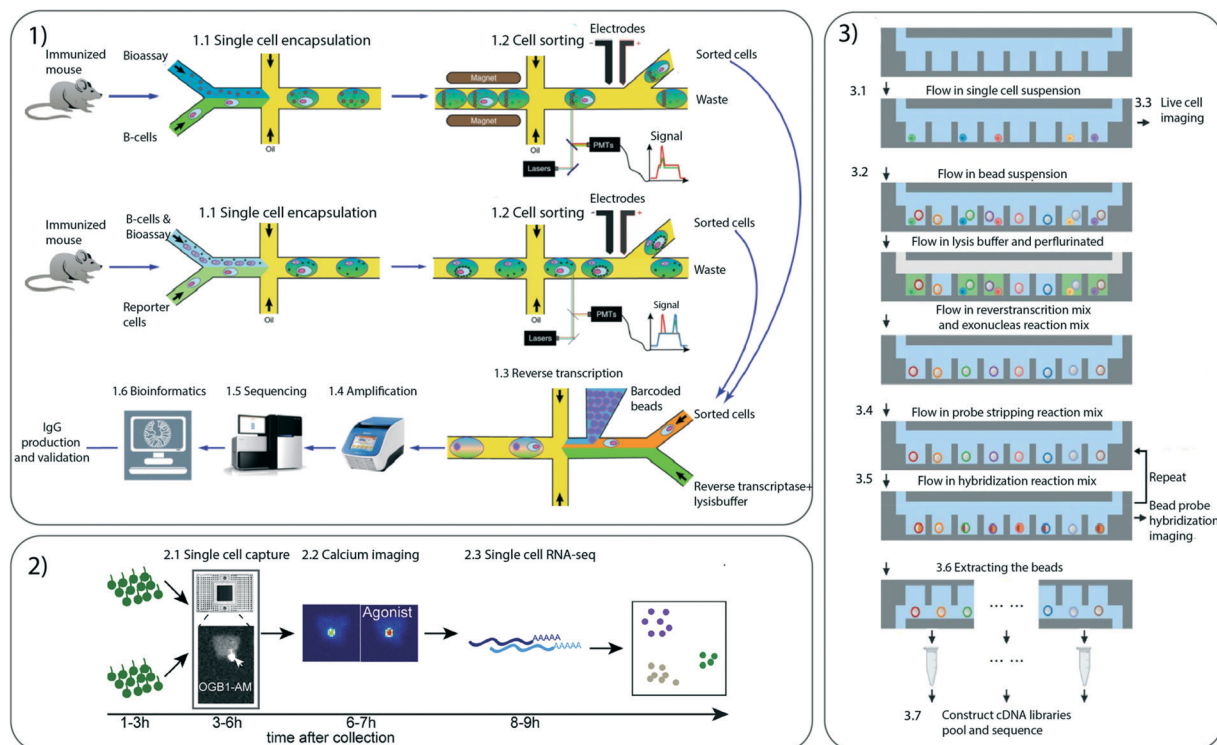 1)
Immunized
mouse
Bioassay
B-cells
1.1 Single cell encapsulation
Oil
1.2 Cell sorting
Electrodes
-
+
Sorted cells
Magnet
Magnet
Waste
Oil
Lasers
PMTs
Signal
Immunized
mouse
B-cells &
Bioassay
Reporter
cells
1.1 Single cell encapsulation
Oil
1.2 Cell sorting
Electrodes
-
+
Sorted cells
Waste
Oil
Lasers
PMTs
Signal
1.3 Reverse transcription
Barcoded
beads
Sorted cells
Reverse transcriptase+
lysisbuffer
1.4 Amplification
1.5 Sequencing
1.6 Bioinformatics
IgG
production
and validation
2)
2.1 Single cell capture
OGB1-AM
2.2 Calcium imaging
Agonist
2.3 Single cell RNA-seq
AAAAA
AAAAA
1-3h
3-6h
6-7h
8-9h
time after collection
3)
3.1
Flow in single cell suspension
3.3 Live cell
imaging
3.2
Flow in bead suspension
Flow in lysis buffer and perflurinated
Flow in reverstranscrition mix
and exonucleas reaction mix
3.4
Flow in probe stripping reaction mix
3.5
Flow in hybridization reaction mix
Repeat
Bead probe
hybridization
imaging
3.6 Extracting the beads
... ...
... ...
3.7 Construct cDNA libraries
pool and sequence